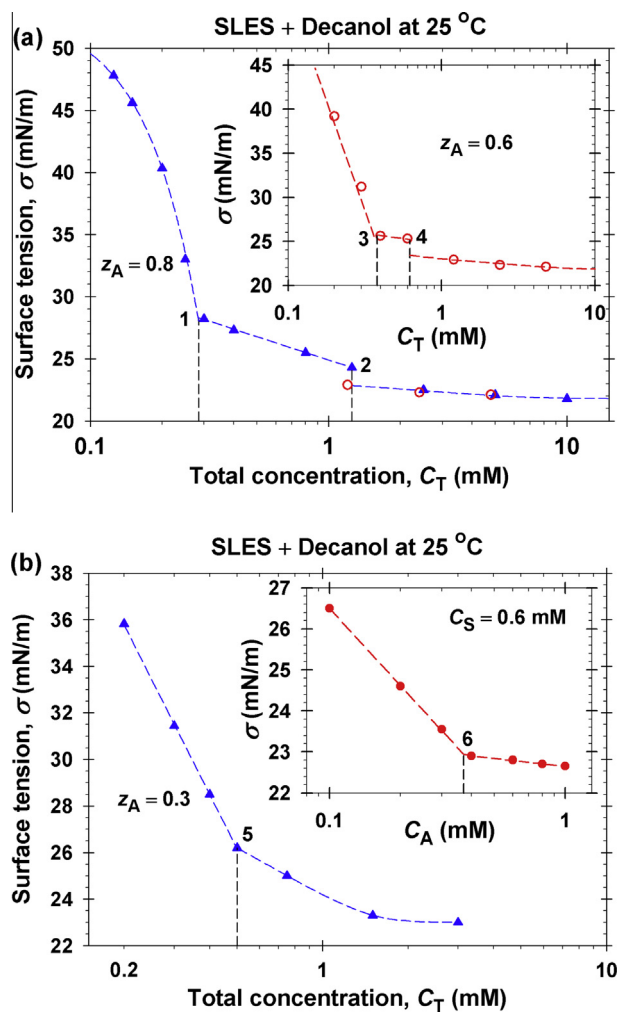 (a)
SLES + Decanol at 25 °C
Surface tension, σ (mN/m)
50
45
40
35
30
25
20
z_A = 0.8
1
2
0.1
1
10
Total concentration, C_T (mM)
σ (mN/m)
45
40
35
30
25
20
z_A = 0.6
3
4
0.1
1
10
C_T (mM)
(b)
SLES + Decanol at 25 °C
Surface tension, σ (mN/m)
38
36
34
32
30
28
26
24
22
z_A = 0.3
5
0.2
1
10
Total concentration, C_T (mM)
σ (mN/m)
27
26
25
24
23
22
C_S = 0.6 mM
6
0.1
1
C_A (mM)